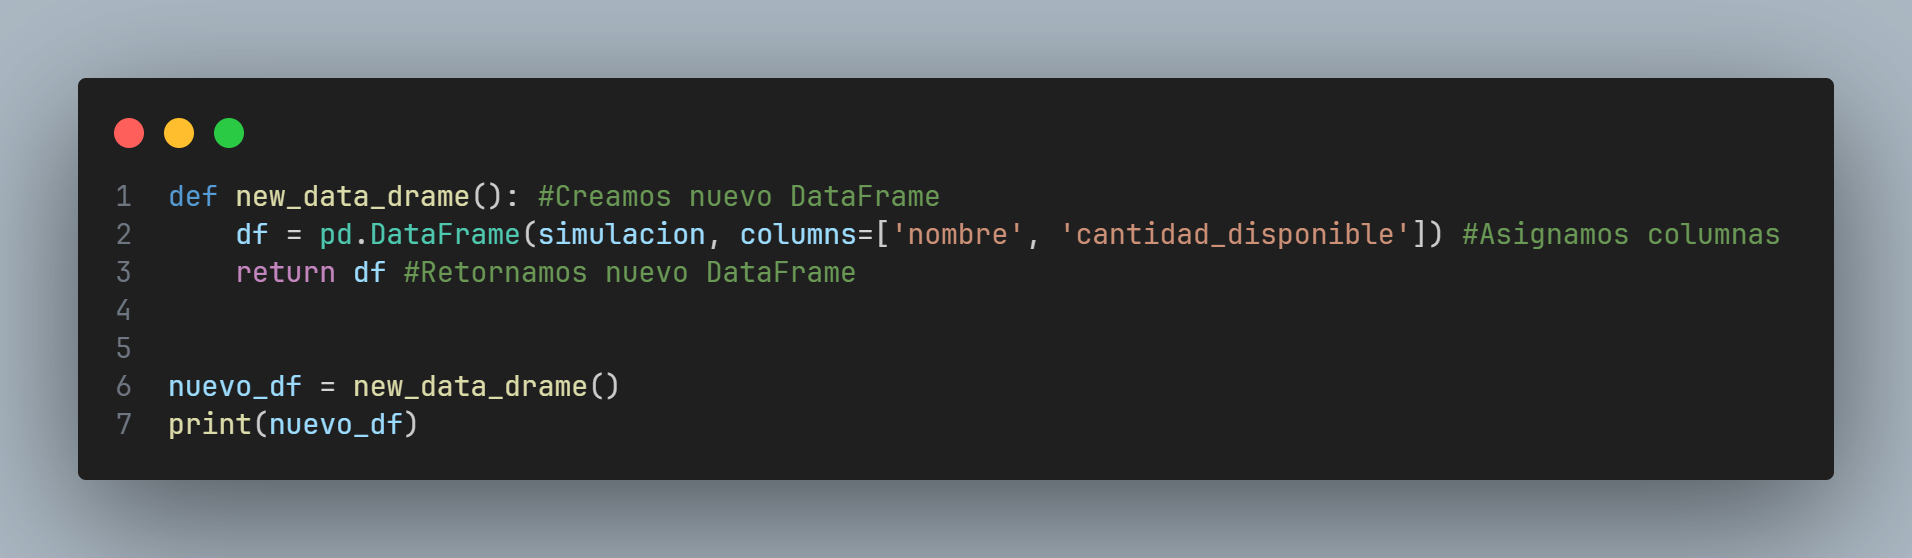 1 def new_data_drame(): #Creamos nuevo DataFrame
2     df = pd.DataFrame(simulacion, columns=['nombre', 'cantidad_disponible']) #Asignamos columnas
3     return df #Retornamos nuevo DataFrame
4
5
6 nuevo_df = new_data_drame()
7 print(nuevo_df)